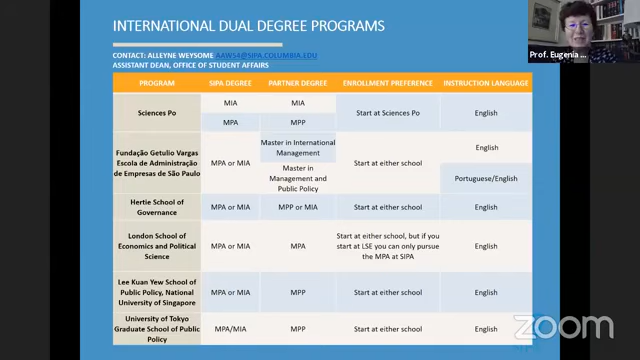 INTERNATIONAL DUAL DEGREE PROGRAMS
CONTACT: ALLEYNE WEYSOME AAW54@SIPA.COLUMBIA.EDU
ASSISTANT DEAN, OFFICE OF STUDENT AFFAIRS
PROGRAM SIPA DEGREE PARTNER DEGREE ENROLLMENT PREFERENCE INSTRUCTION LANGUAGE
Sciences Po
MIA
MIA
MPA
MPP
Start at Sciences Po
English
Fundação Getulio Vargas
Escola de Administração
de Empresas de São Paulo
MPA or MIA
Master in International
Management
Master in
Management and
Public Policy
Start at either school
English
Portuguese/English
Hertie School of
Governance
MPA or MIA
MPP or MIA
Start at either school
English
London School of
Economics and Political
Science
MPA or MIA
MPA
Start at either school, but if you
start at LSE you can only pursue
the MPA at SIPA
English
Lee Kuan Yew School of
Public Policy, National
University of Singapore
MPA or MIA
MPP
Start at either school
English
University of Tokyo
Graduate School of Public
Policy
MPA/MIA
MPP
Start at either school
English
Prof. Eugenia ...
zoom